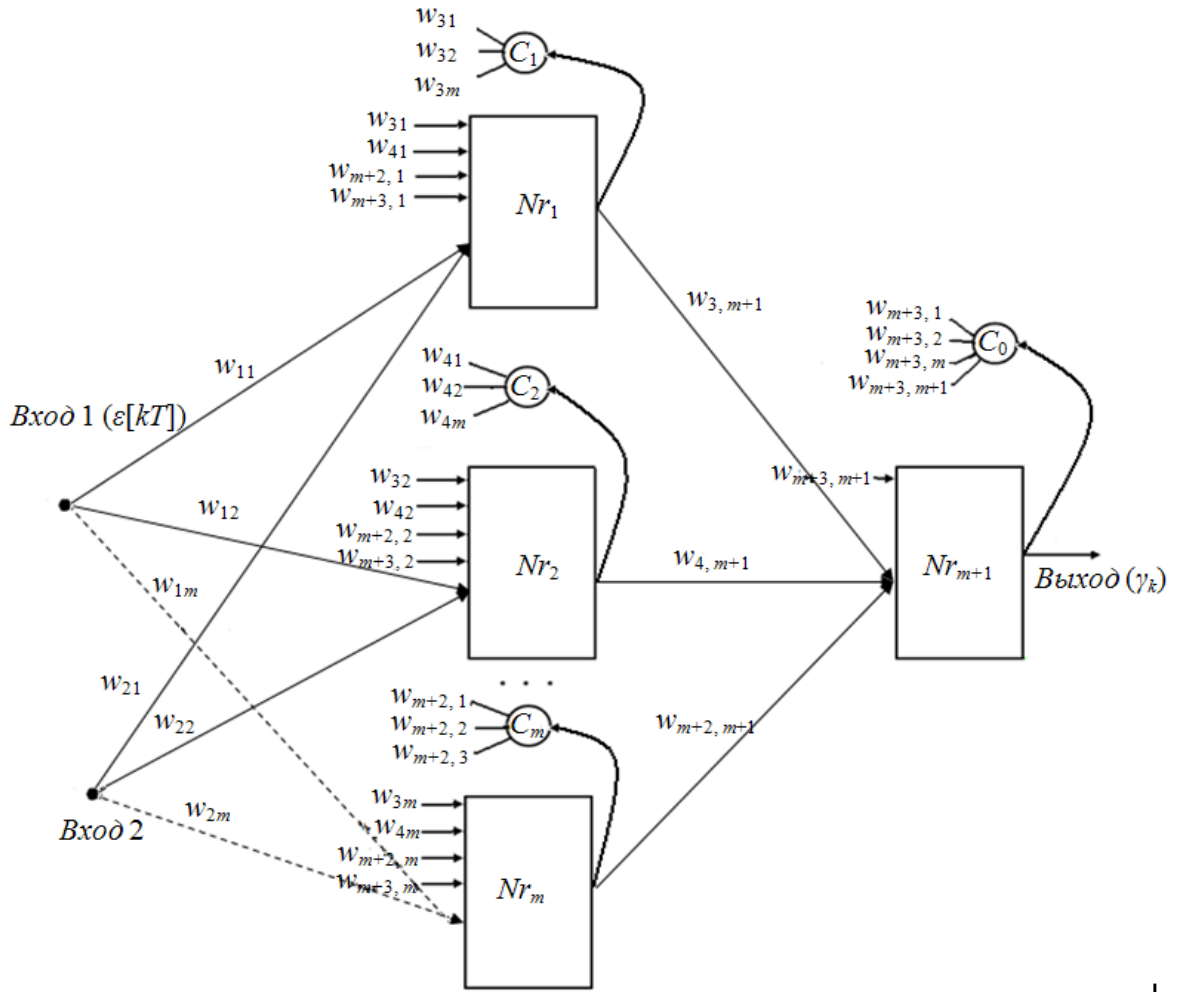 w31
w32
w3m
C1
w31
w41
wm+2, 1
wm+3, 1
Nr1
w3, m+1
wm+3, 1
wm+3, 2
wm+3, m
wm+3, m+1
C0
w11
w41
w42
w4m
C2
Вход 1 (ε[kT])
w12
w32
w42
wm+2, 2
wm+3, 2
Nr2
w4, m+1
wm+3, m+1
Nrm+1
Выход (γk)
w1m
w21
w22
. . .
wm+2, 1
wm+2, 2
wm+2, 3
Cm
wm+2, m+1
Вход 2
w2m
w3m
w4m
wm+2, m
wm+3, m
Nrm